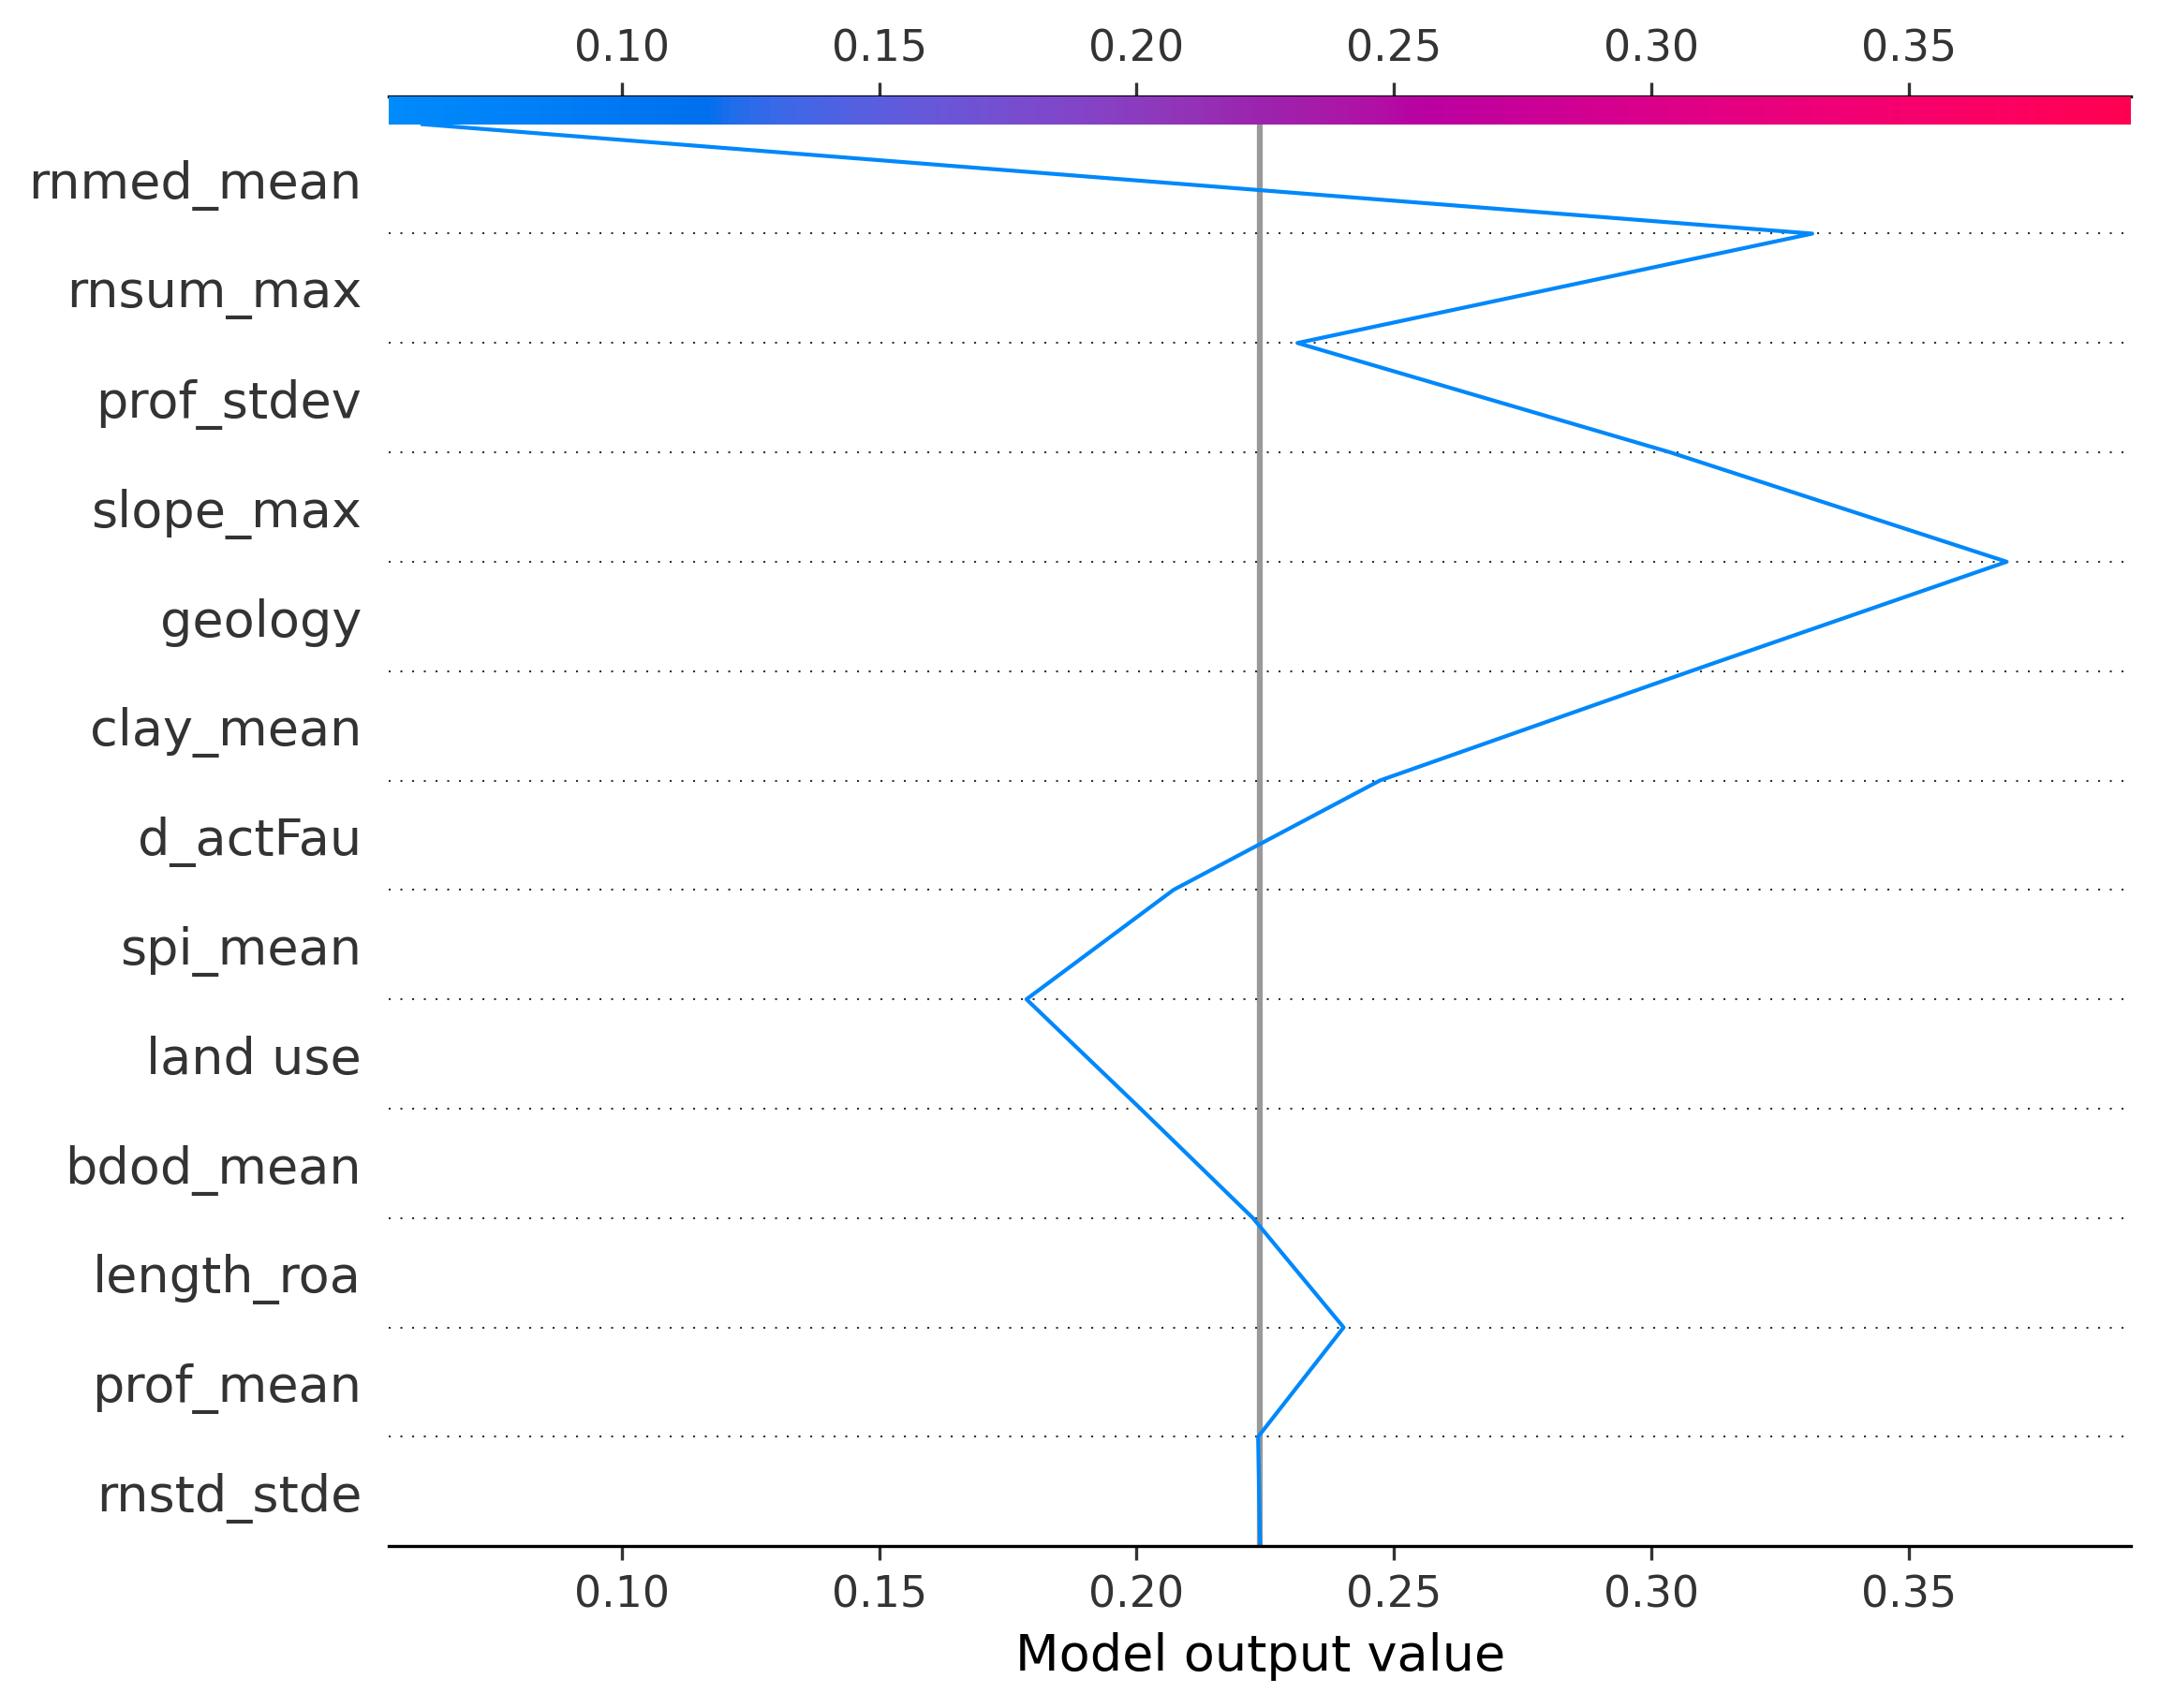 0.10 0.15 0.20 0.25 0.30 0.35
rnmed_mean
rnsum_max
prof_stdev
slope_max
geology
clay_mean
d_actFau
spi_mean
land use
bdod_mean
length_roa
prof_mean
rnstd_stde
0.10 0.15 0.20 0.25 0.30 0.35
Model output value